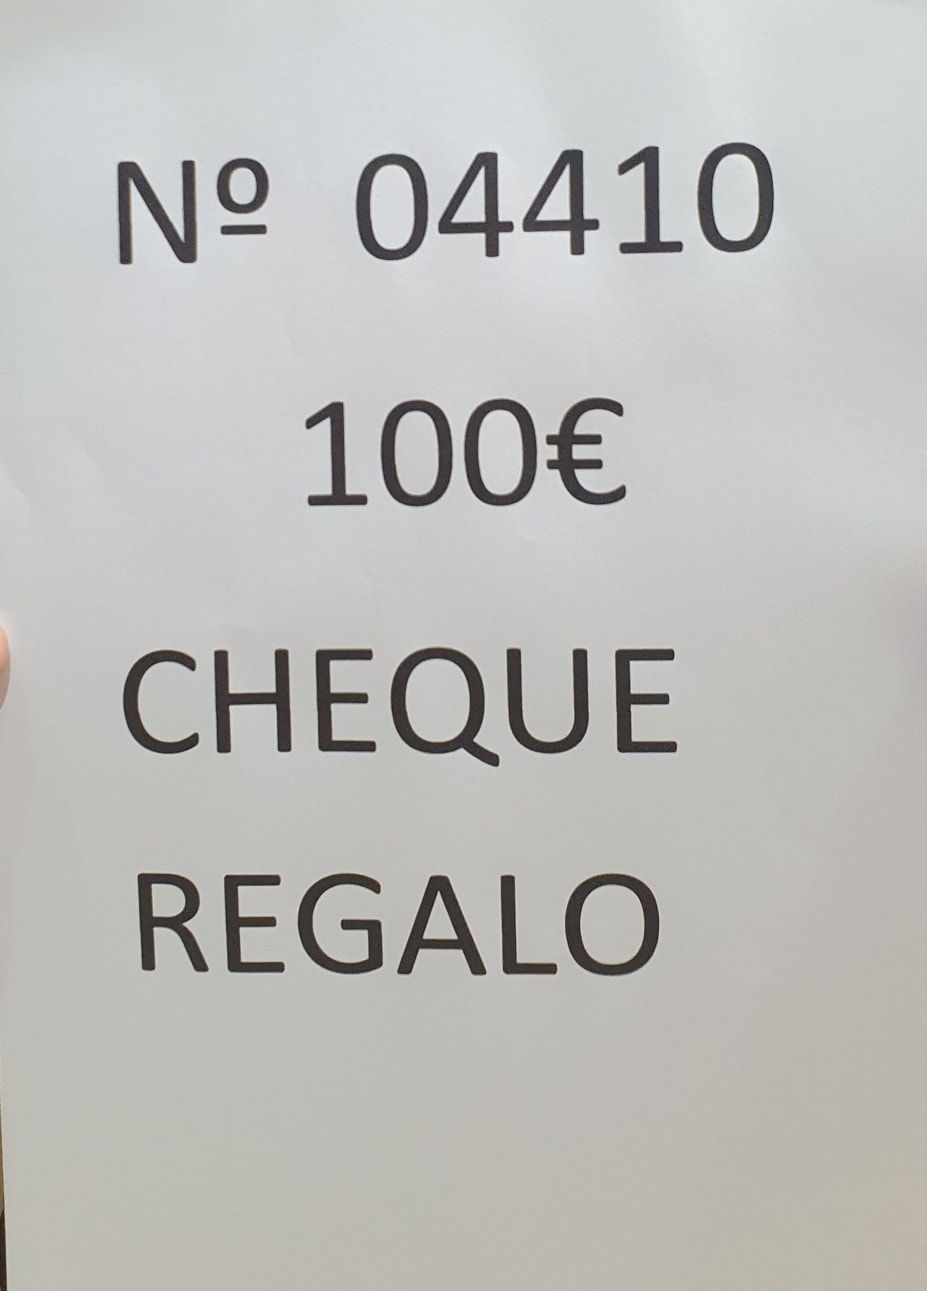 Nº 04410
100€
CHEQUE
REGALO